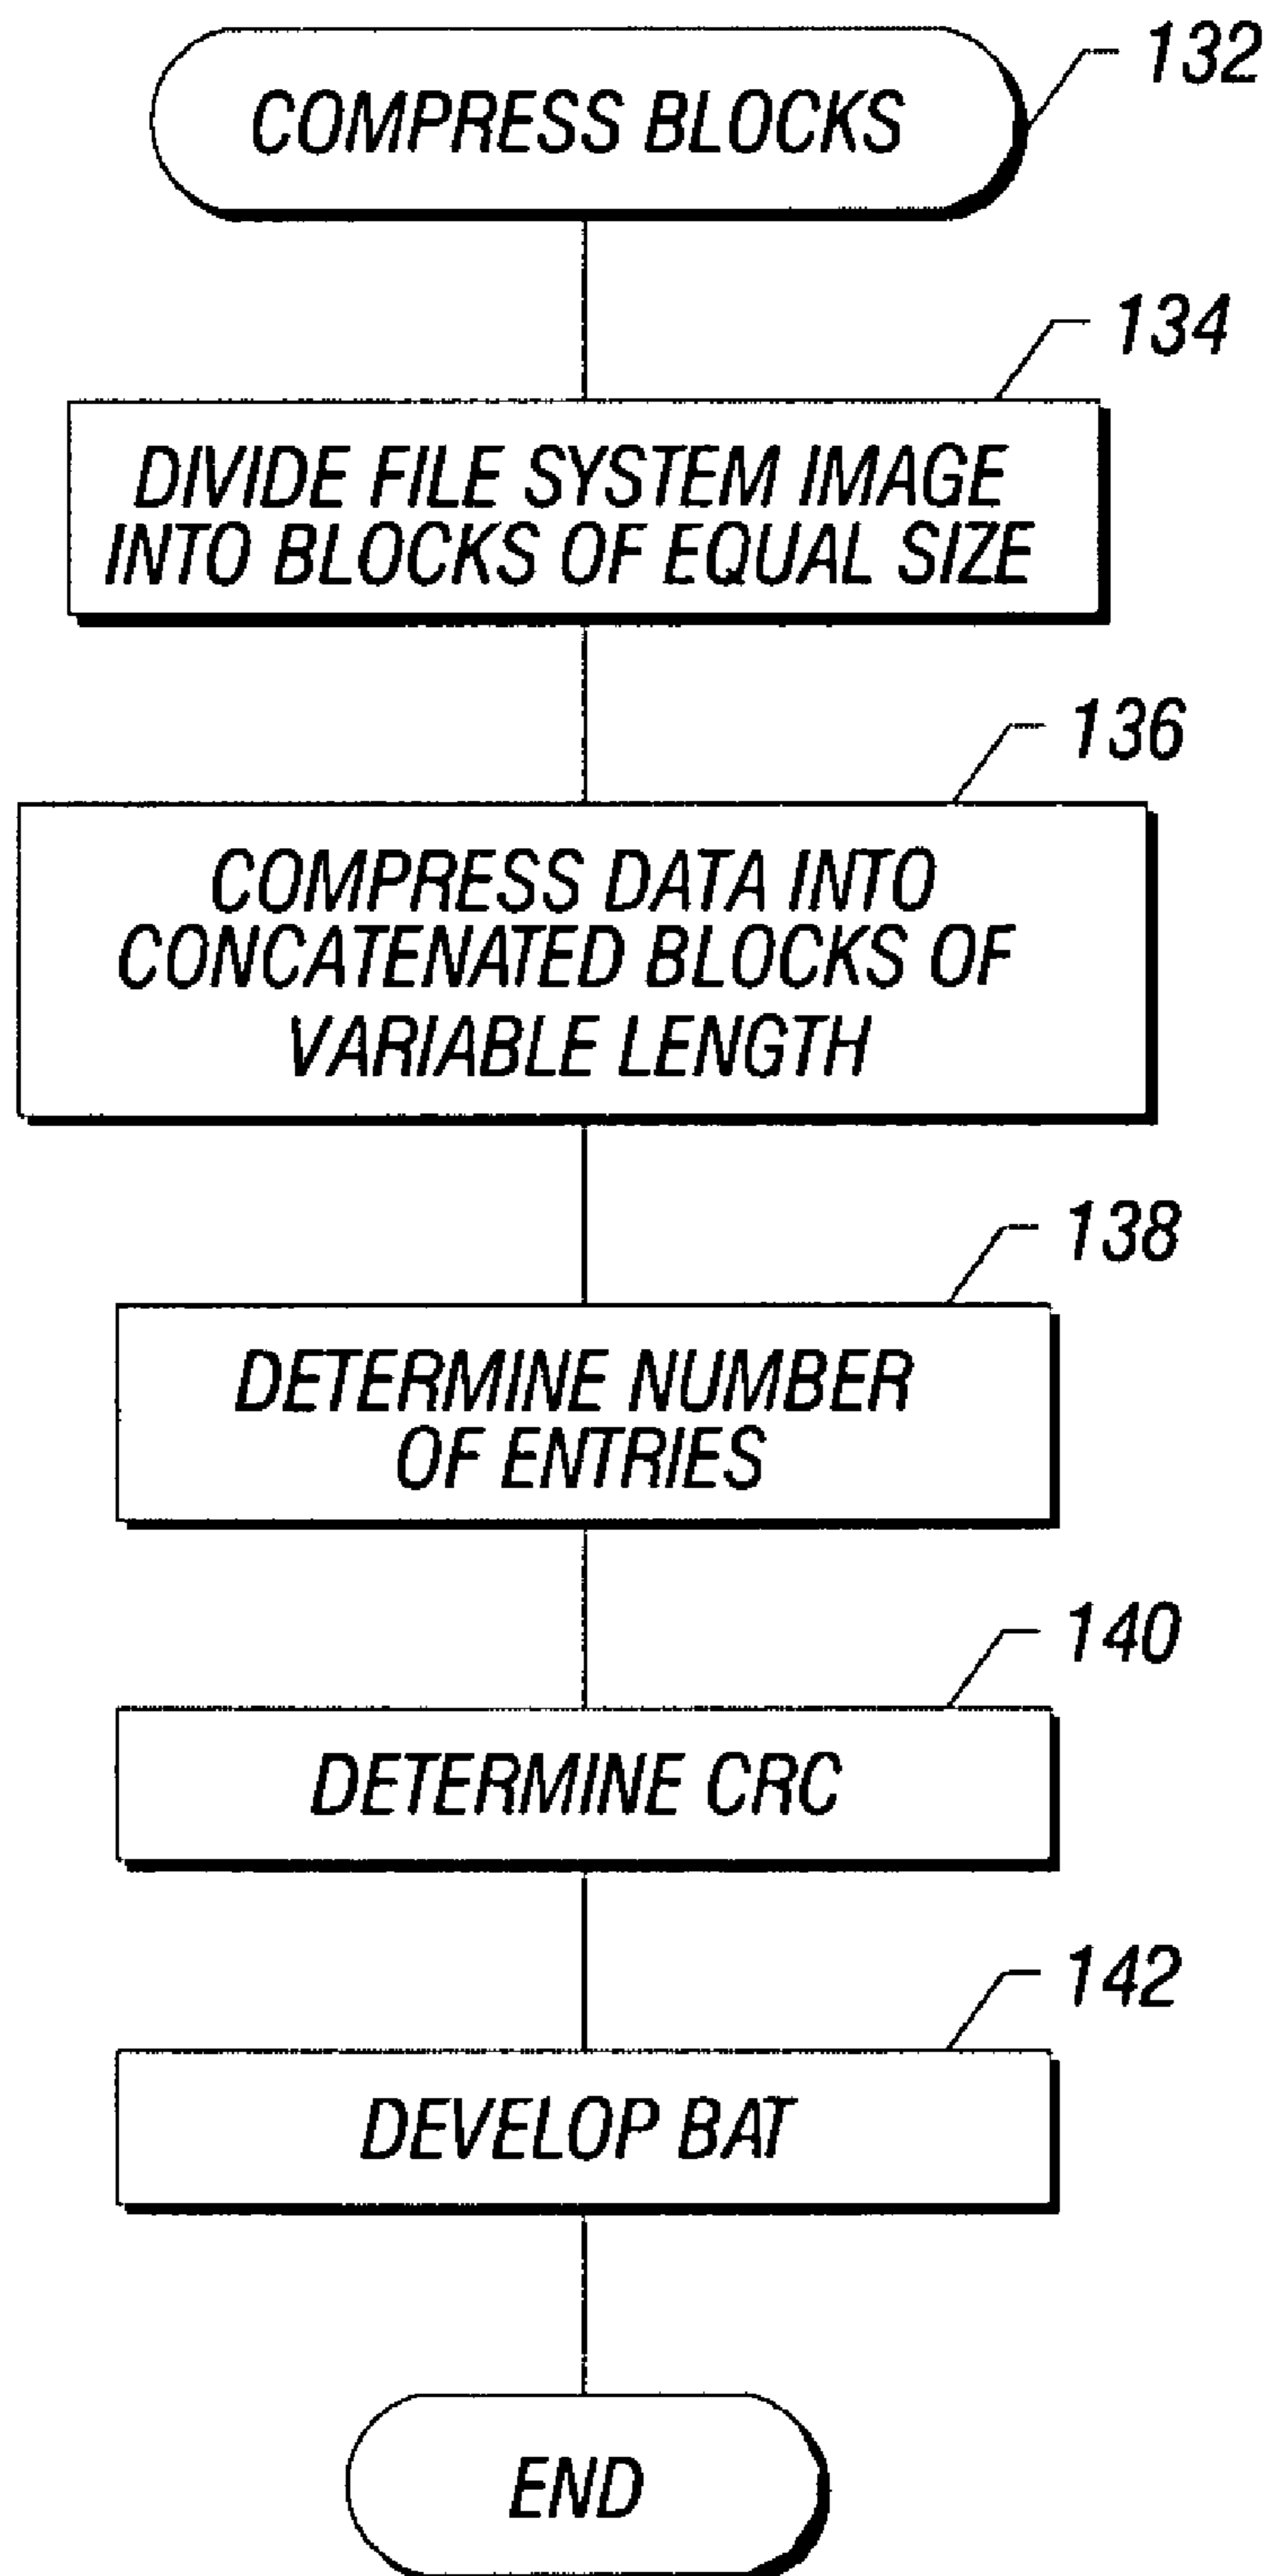 COMPRESS BLOCKS
132
134
DIVIDE FILE SYSTEM IMAGE
INTO BLOCKS OF EQUAL SIZE
136
COMPRESS DATA INTO
CONCATENATED BLOCKS OF
VARIABLE LENGTH
138
DETERMINE NUMBER
OF ENTRIES
140
DETERMINE CRC
142
DEVELOP BAT
END